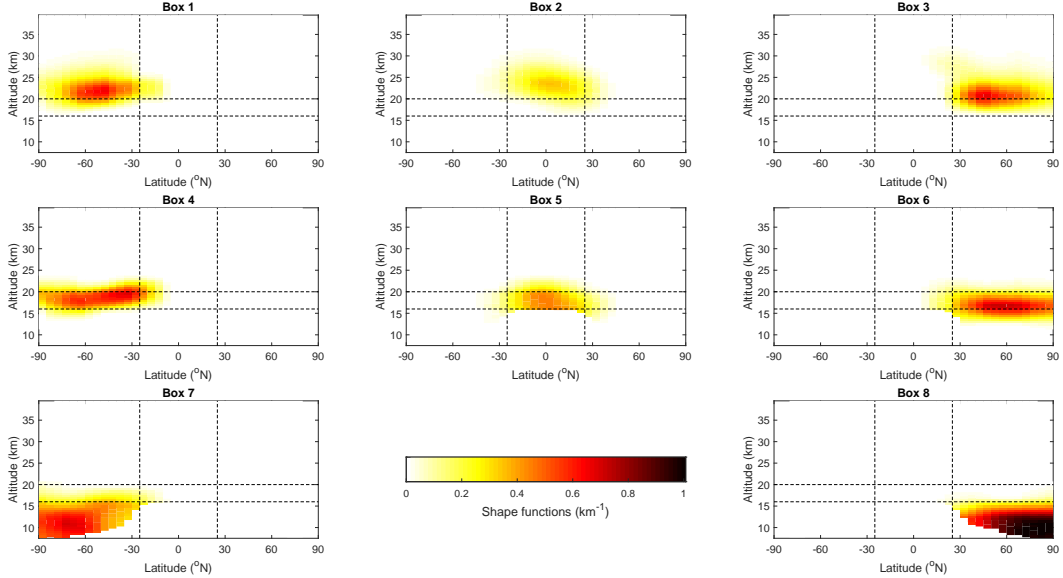 Box 1
Box 2
Box 3
35
30
25
20
15
10
Altitude (km)
-90 -60 -30 0 30 60 90
Latitude (°N)
35
30
25
20
15
10
Altitude (km)
-90 -60 -30 0 30 60 90
Latitude (°N)
35
30
25
20
15
10
Altitude (km)
-90 -60 -30 0 30 60 90
Latitude (°N)
Box 4
Box 5
Box 6
35
30
25
20
15
10
Altitude (km)
-90 -60 -30 0 30 60 90
Latitude (°N)
35
30
25
20
15
10
Altitude (km)
-90 -60 -30 0 30 60 90
Latitude (°N)
35
30
25
20
15
10
Altitude (km)
-90 -60 -30 0 30 60 90
Latitude (°N)
Box 7
Box 8
35
30
25
20
15
10
Altitude (km)
-90 -60 -30 0 30 60 90
Latitude (°N)
0 0.2 0.4 0.6 0.8 1
Shape functions (km⁻¹)
35
30
25
20
15
10
Altitude (km)
-90 -60 -30 0 30 60 90
Latitude (°N)